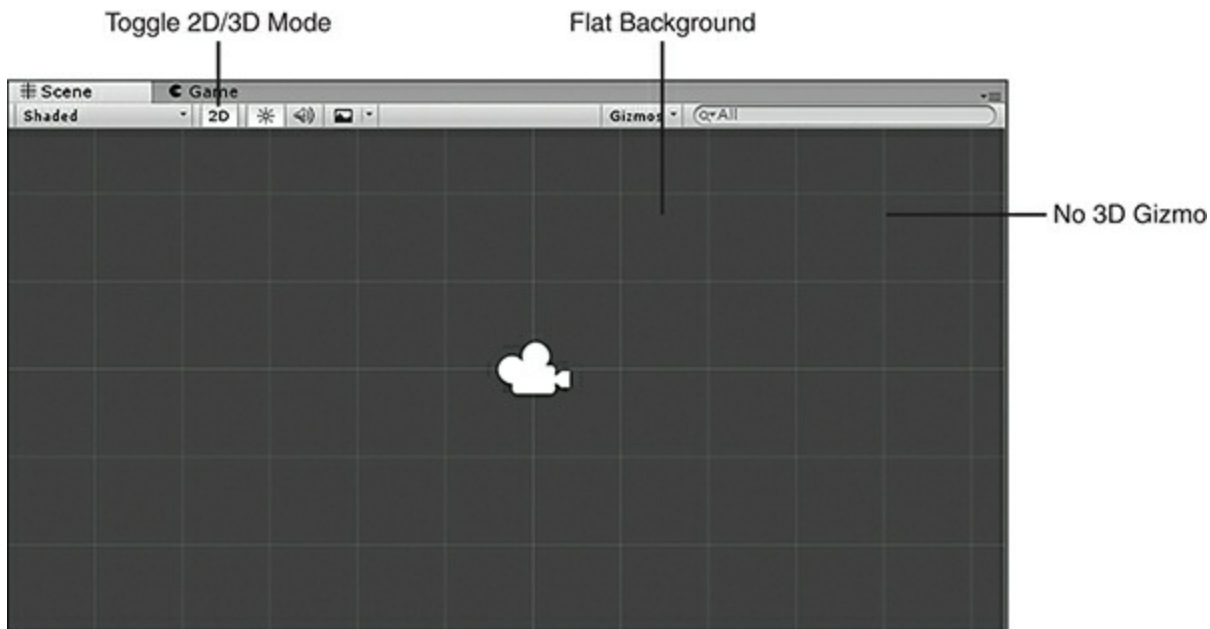 Toggle 2D/3D Mode
Flat Background
Scene
Game
Shaded
2D
Gizmos
All
No 3D Gizmo